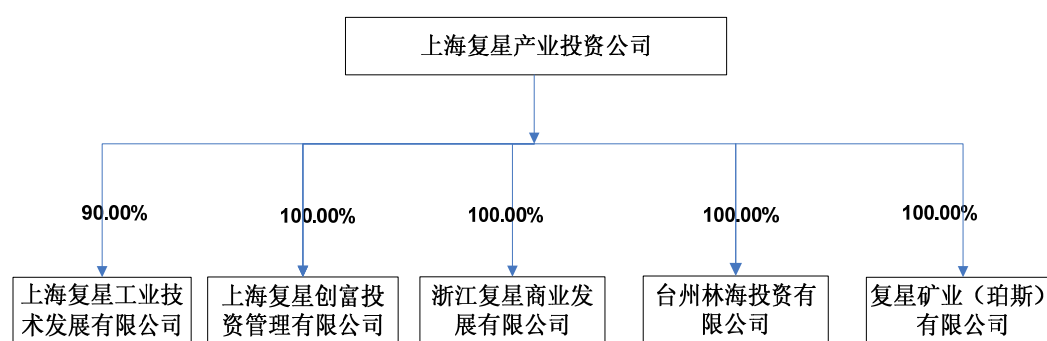 上海复星产业投资公司
90.00%
100.00%
100.00%
100.00%
100.00%
上海复星工业技
术发展有限公司
上海复星创富投
资管理有限公司
浙江复星商业发
展有限公司
台州林海投资有
限公司
复星矿业（珀斯）
有限公司